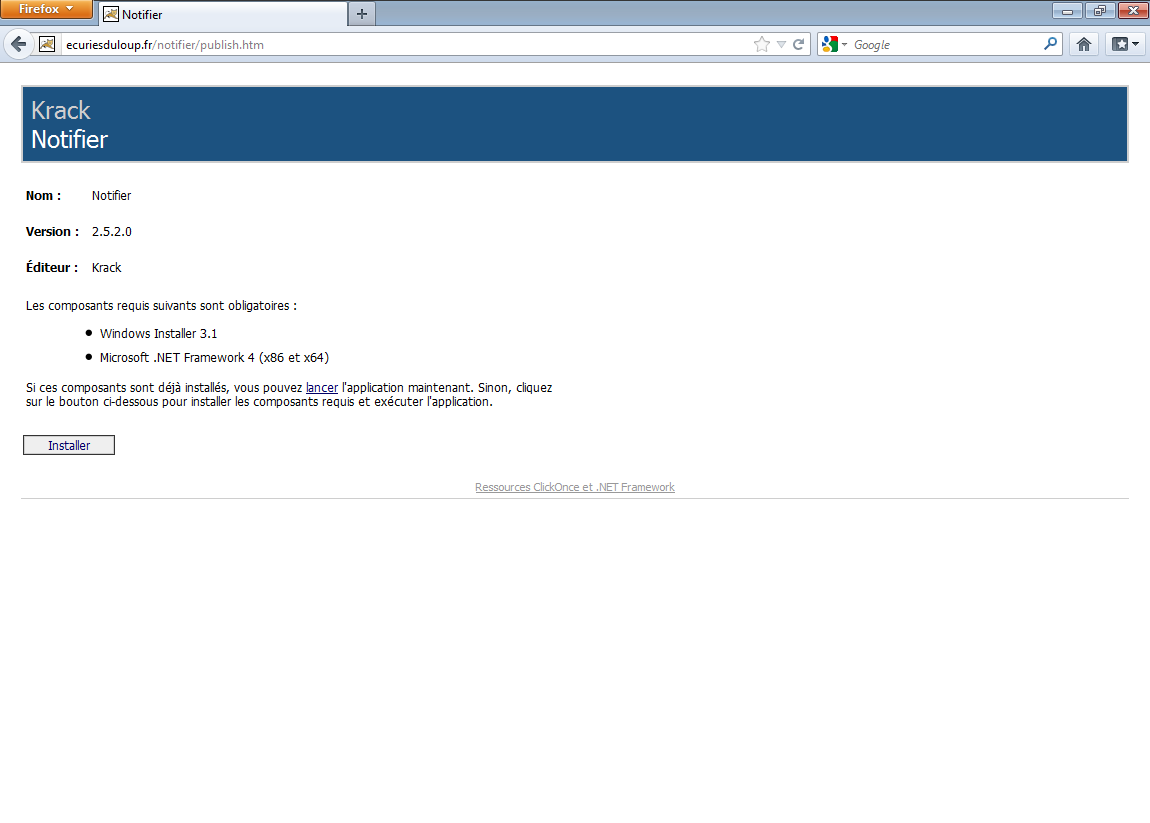 Firefox
Notifier
ecuriesduloup.fr/notifier/publish.htm
Google
Krack
Notifier
Nom : Notifier
Version : 2.5.2.0
Éditeur : Krack
Les composants requis suivants sont obligatoires :
Windows Installer 3.1
Microsoft .NET Framework 4 (x86 et x64)
Si ces composants sont déjà installés, vous pouvez lancer l'application maintenant. Sinon, cliquez
sur le bouton ci-dessous pour installer les composants requis et exécuter l'application.
Installer
Ressources ClickOnce et .NET Framework